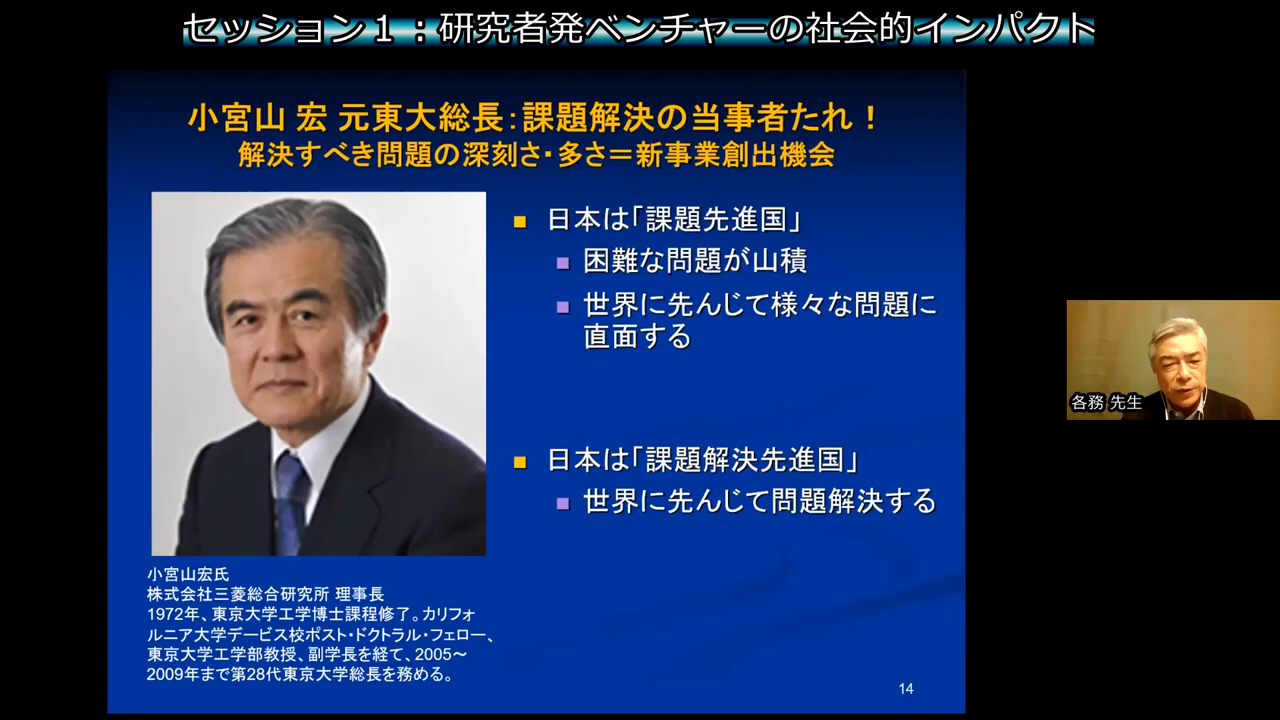 セッション１：研究者発ベンチャーの社会的インパクト
小宮山 宏 元東大総長：課題解決の当事者たれ！
解決すべき問題の深刻さ・多さ＝新事業創出機会
日本は「課題先進国」
困難な問題が山積
世界に先んじて様々な問題に
直面する
日本は「課題解決先進国」
世界に先んじて問題解決する
小宮山宏氏
株式会社三菱総合研究所 理事長
1972年、東京大学工学博士課程修了。カリフォ
ルニア大学デービス校ポスト・ドクトラル・フェロー、
東京大学工学部教授、副学長を経て、2005～
2009年まで第28代東京大学総長を務める。
14
各務 先生